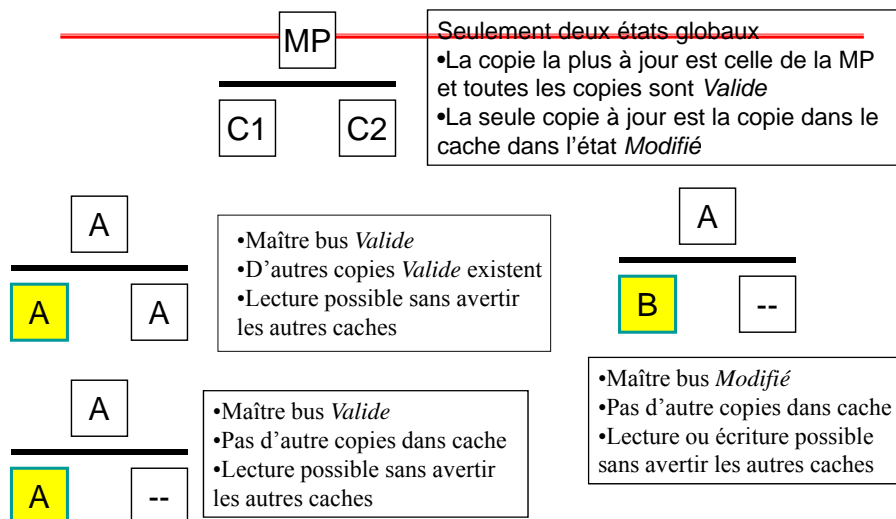 MP
C1
C2
Seulement deux états globaux
•La copie la plus à jour est celle de la MP
et toutes les copies sont Valide
•La seule copie à jour est la copie dans le
cache dans l’état Modifié
A
A
A
•Maître bus Valide
•D’autres copies Valide existent
•Lecture possible sans avertir
les autres caches
A
B
--
•Maître bus Modifié
•Pas d’autre copies dans cache
•Lecture ou écriture possible
sans avertir les autres caches
A
A
--
•Maître bus Valide
•Pas d’autre copies dans cache
•Lecture possible sans avertir
les autres caches